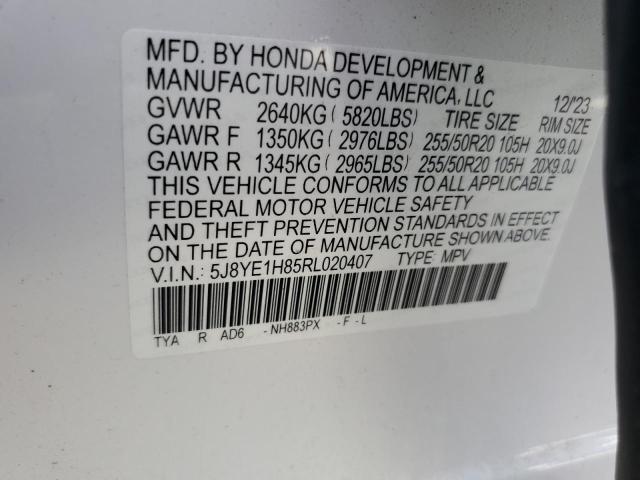 MFD. BY HONDA DEVELOPMENT &
MANUFACTURING OF AMERICA, LLC 12/'23
GVWR 2640KG ( 5820LBS) TIRE SIZE RIM SIZE
GAWR F 1350KG ( 2976LBS) 255/50R20 105H 20X9.0J
GAWR R 1345KG ( 2965LBS) 255/50R20 105H 20X9.0J
THIS VEHICLE CONFORMS TO ALL APPLICABLE
FEDERAL MOTOR VEHICLE SAFETY
AND THEFT PREVENTION STANDARDS IN EFFECT
ON THE DATE OF MANUFACTURE SHOWN ABOVE.
V.I.N.: 5J8YE1H85RL020407 TYPE: MPV
TYA R AD6 -NH883PX -F-L